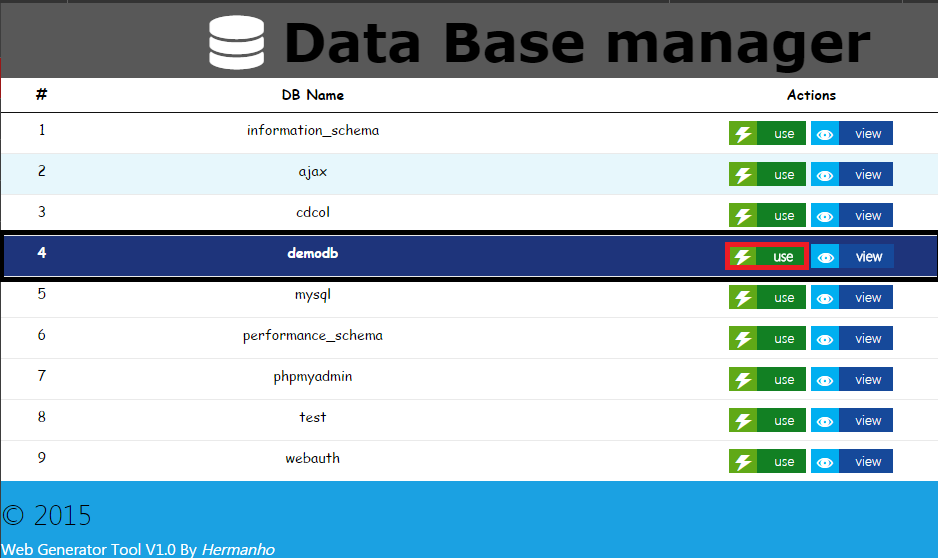 Data Base manager
# DB Name Actions
1 information_schema use view
2 ajax use view
3 cdcol use view
4 demodb use view
5 mysql use view
6 performance_schema use view
7 phpmyadmin use view
8 test use view
9 webauth use view
© 2015
Web Generator Tool V1.0 By Hermanho